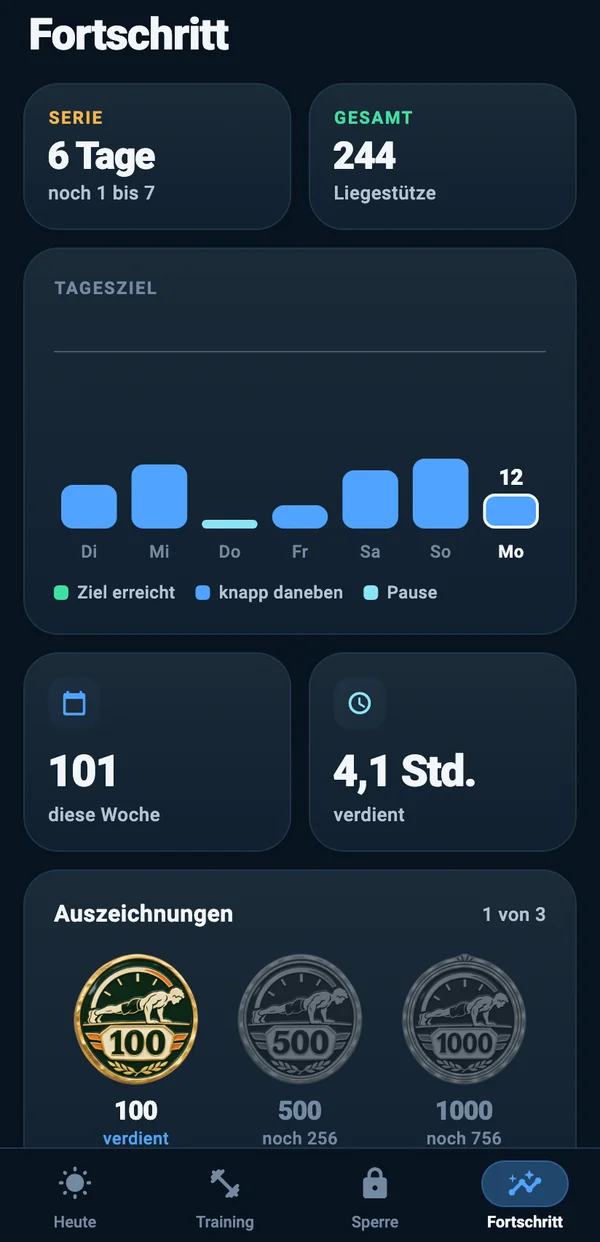 Fortschritt
SERIE
6 Tage
noch 1 bis 7
GESAMT
244
Liegestütze
TAGESZIEL
12
Di Mi Do Fr Sa So Mo
Ziel erreicht knapp daneben Pause
101
diese Woche
4,1 Std.
verdient
Auszeichnungen 1 von 3
100 500 1000
100 500 1000
verdient noch 256 noch 756
Heute Training Sperre Fortschritt